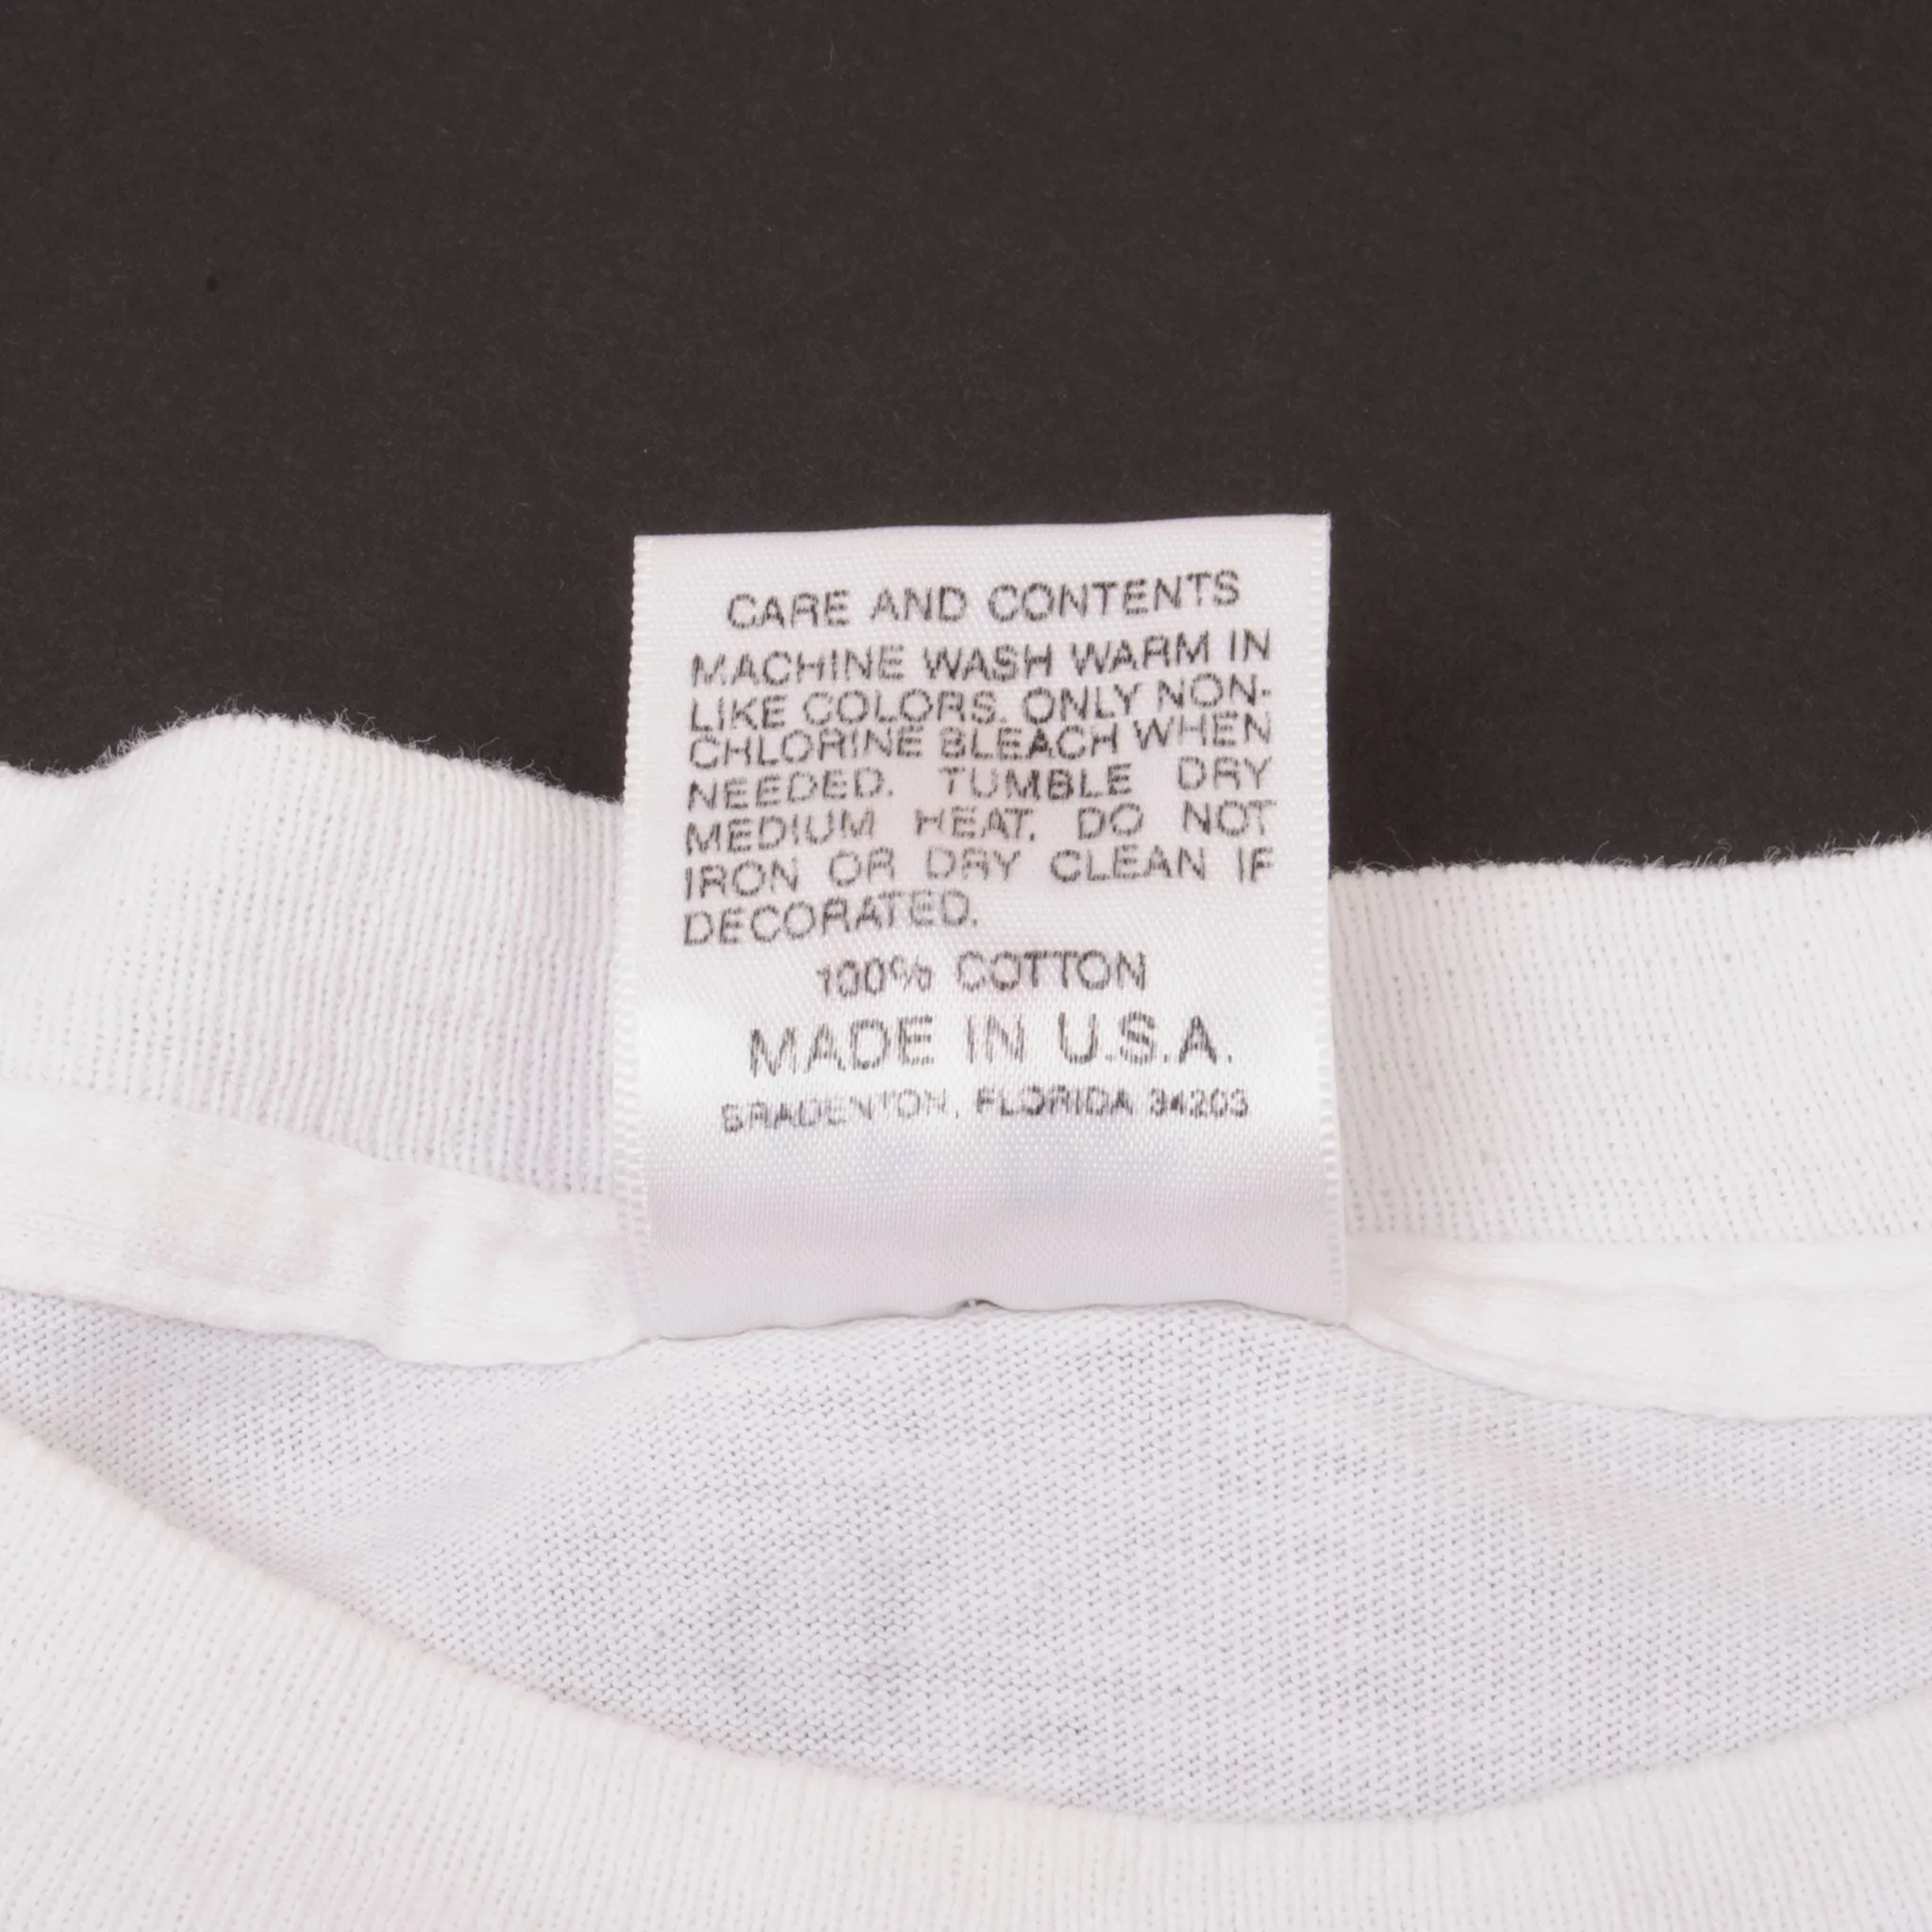 CARE AND CONTENTS
MACHINE WASH WARM IN
LIKE COLORS. ONLY NON-
CHLORINE BLEACH WHEN
NEEDED. TUMBLE DRY
MEDIUM HEAT. DO NOT
IRON OR DRY CLEAN IF
DECORATED.
100% COTTON
MADE IN U.S.A.
BRADENTON, FLORIDA 34203